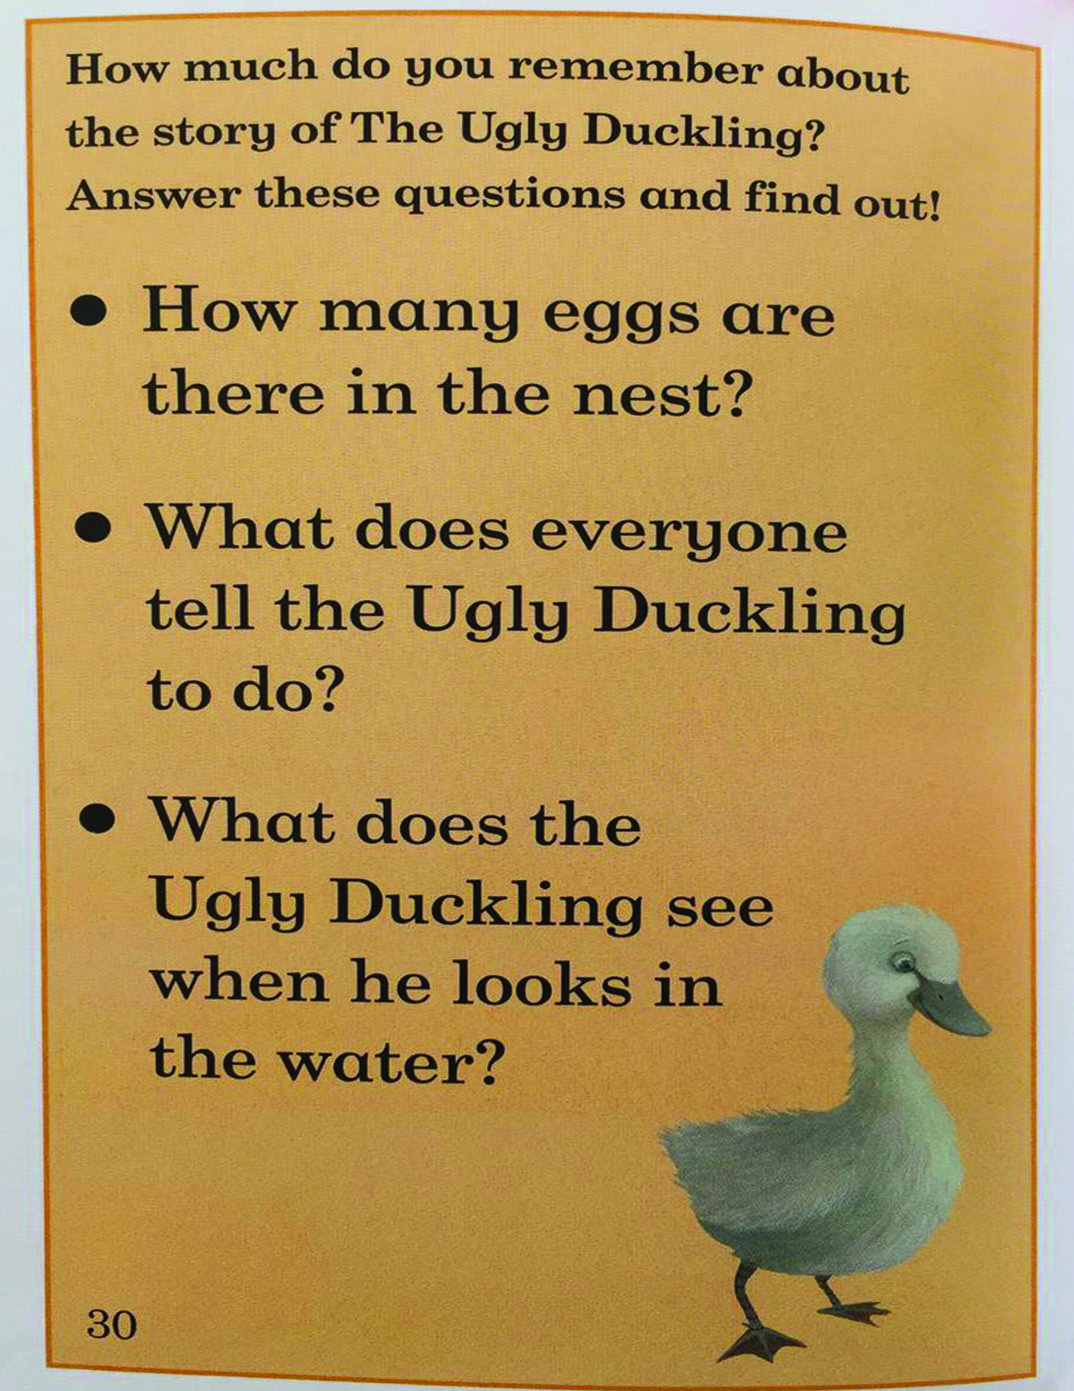 How much do you remember about
the story of The Ugly Duckling?
Answer these questions and find out!
● How many eggs are
there in the nest?
● What does everyone
tell the Ugly Duckling
to do?
● What does the
Ugly Duckling see
when he looks in
the water?
30